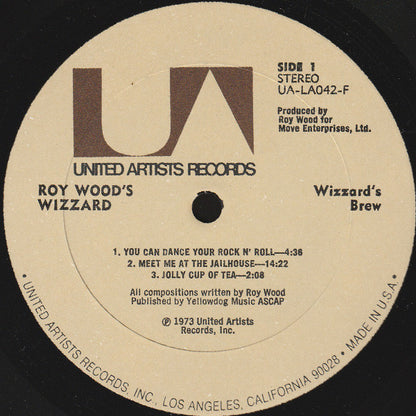 UA
UNITED ARTISTS RECORDS
SIDE 1
STEREO
UA-LA042-F
Produced by
Roy Wood for
Move Enterprises, Ltd.
ROY WOOD'S
WIZZARD
Wizzard's
Brew
1. YOU CAN DANCE YOUR ROCK N' ROLL—4:36
2. MEET ME AT THE JAILHOUSE—14:22
3. JOLLY CUP OF TEA—2:08
All compositions written by Roy Wood
Published by Yellowdog Music ASCAP
℗ 1973 United Artists
Records, Inc.
• UNITED ARTISTS RECORDS, INC., LOS ANGELES, CALIFORNIA 90028 • MADE IN U.S.A. •